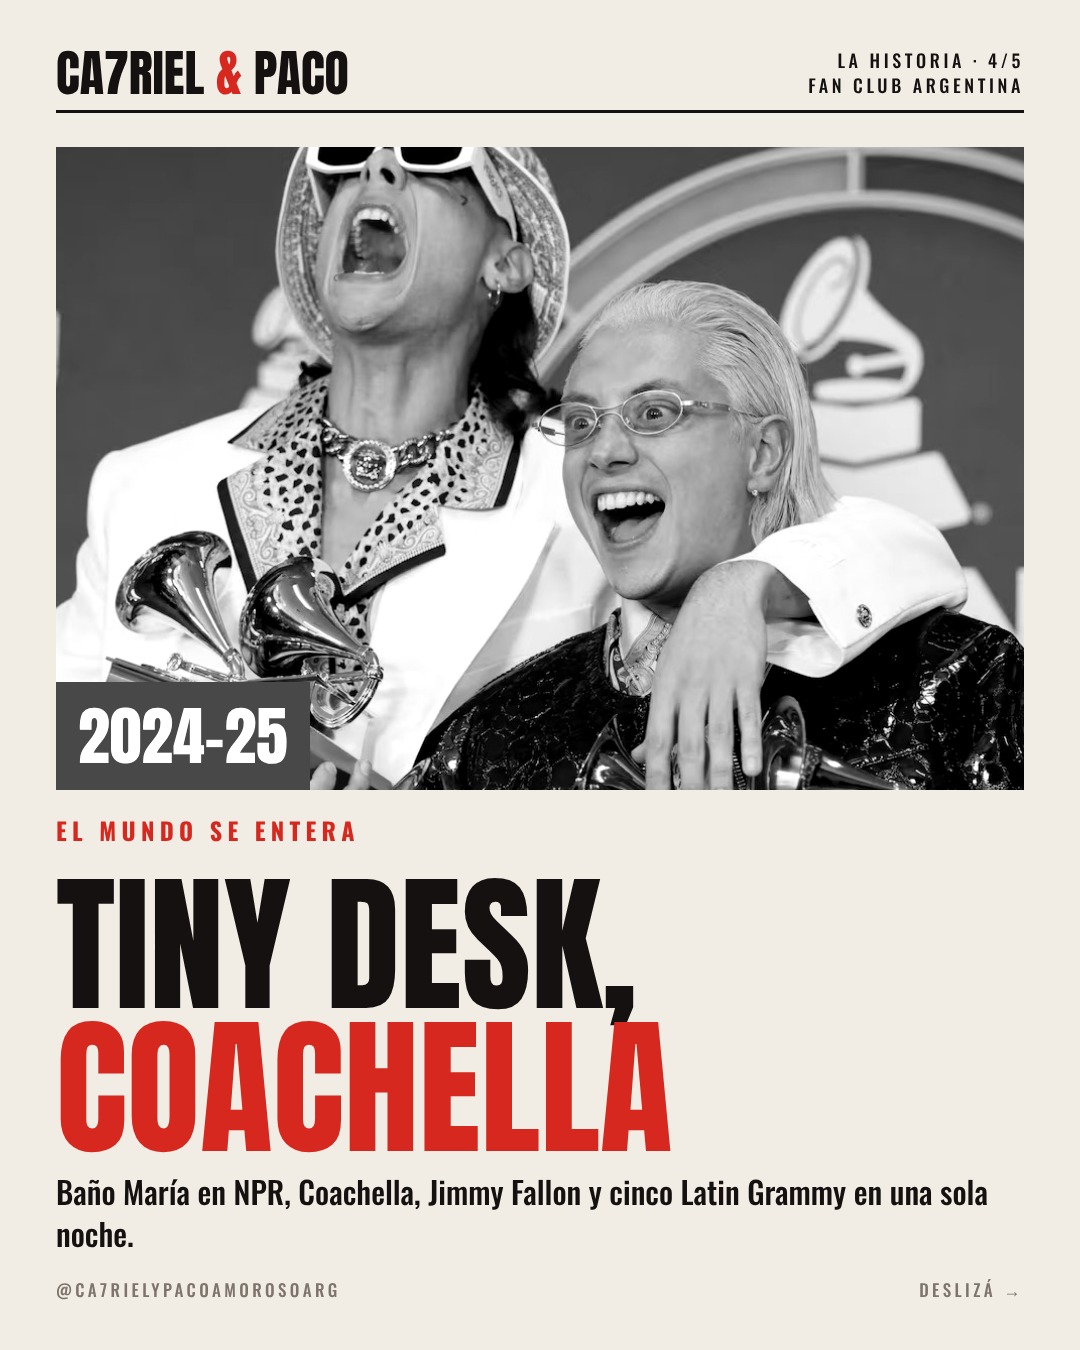 CA7RIEL & PACO
LA HISTORIA · 4/5
FAN CLUB ARGENTINA
2024-25
EL MUNDO SE ENTERA
TINY DESK,
COACHELLA
Baño María en NPR, Coachella, Jimmy Fallon y cinco Latin Grammy en una sola
noche.
@CA7RIELYPACOAMOROSOARG
DESLIZÁ →